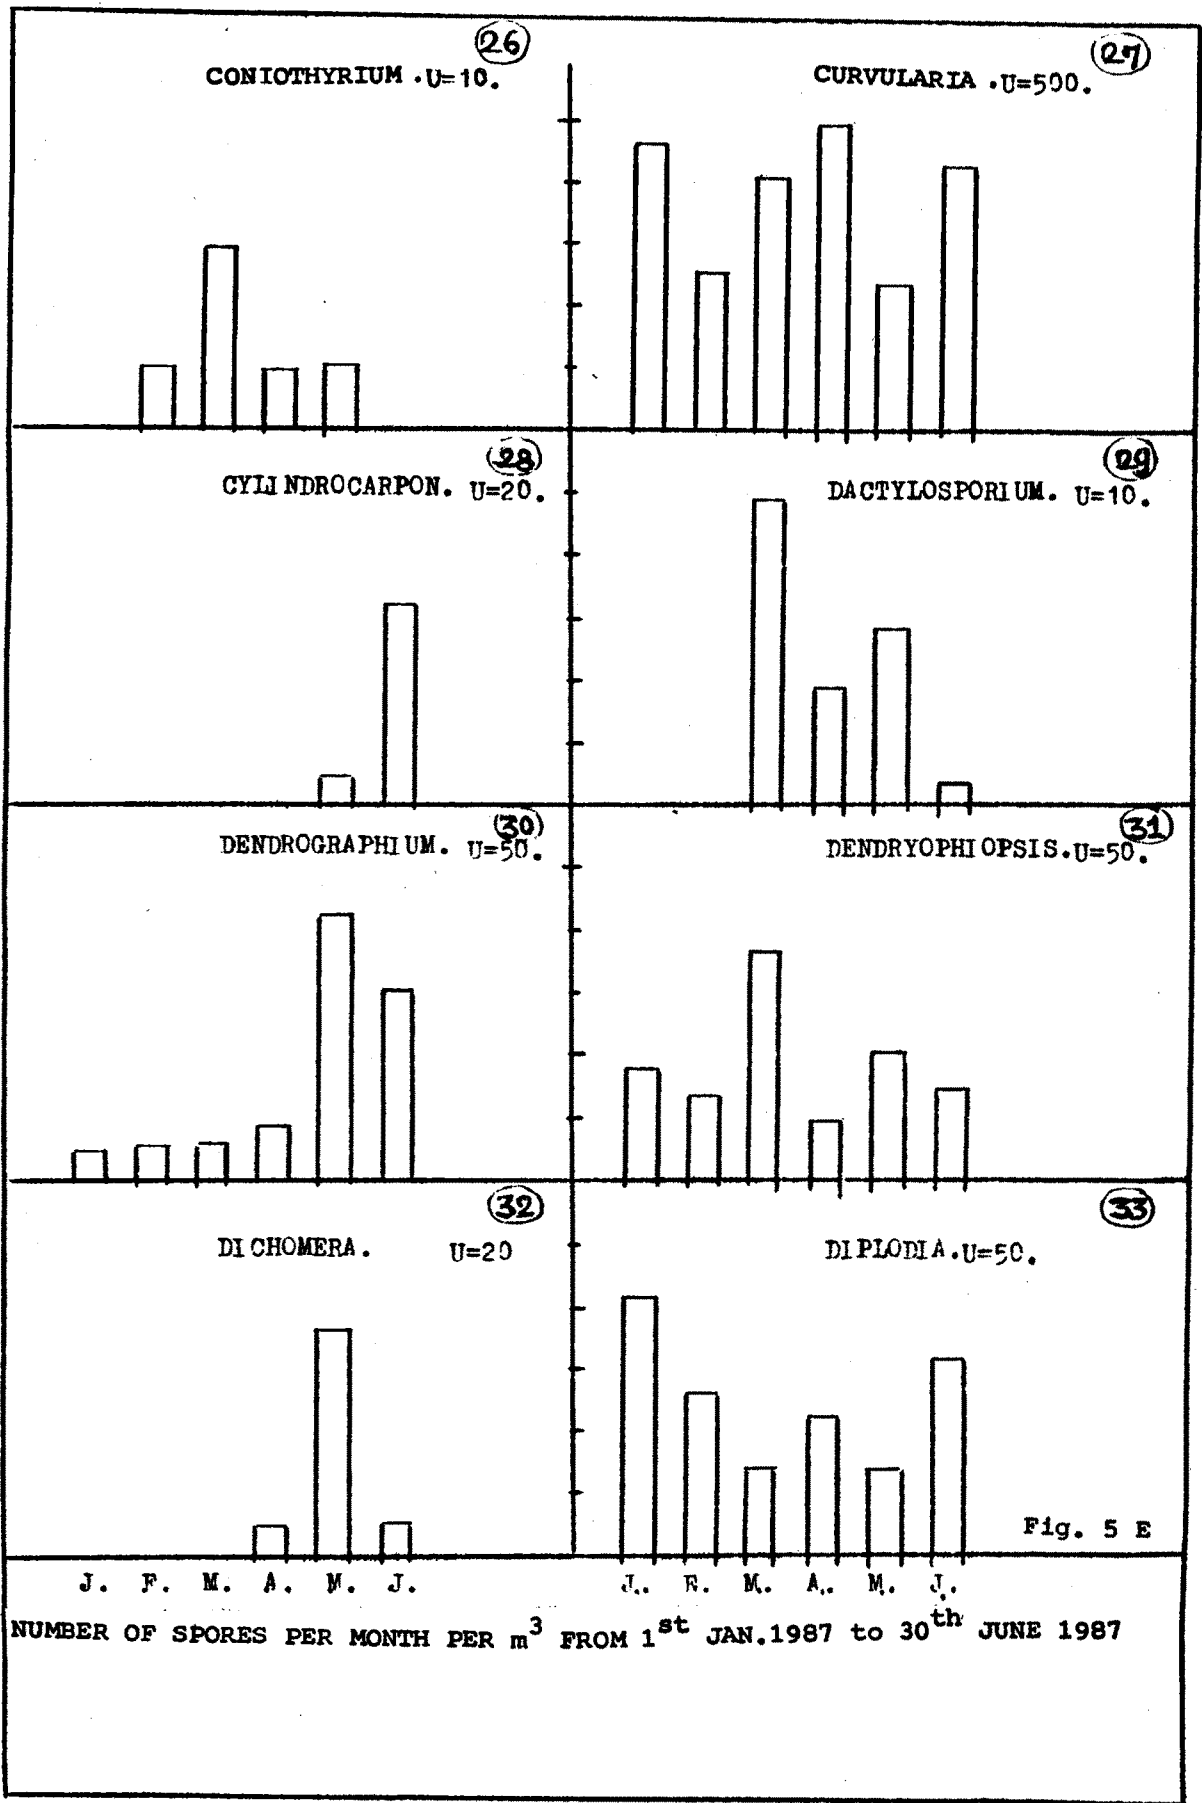 26
CONIOTHYRIUM .U=10.
27
CURVULARIA .U=500.
28
CYLINDROCARPON. U=20.
29
DACTYLOSPORIUM. U=10.
30
DENDROGRAPHIUM. U=50.
31
DENDRYOPHIOPSIS.U=50.
32
DICHOMERA. U=20
33
DIPLODIA.U=50.
Fig. 5 E
J. F. M. A. M. J.
J. F. M. A. M. J.
NUMBER OF SPORES PER MONTH PER m³ FROM 1st JAN.1987 to 30th JUNE 1987